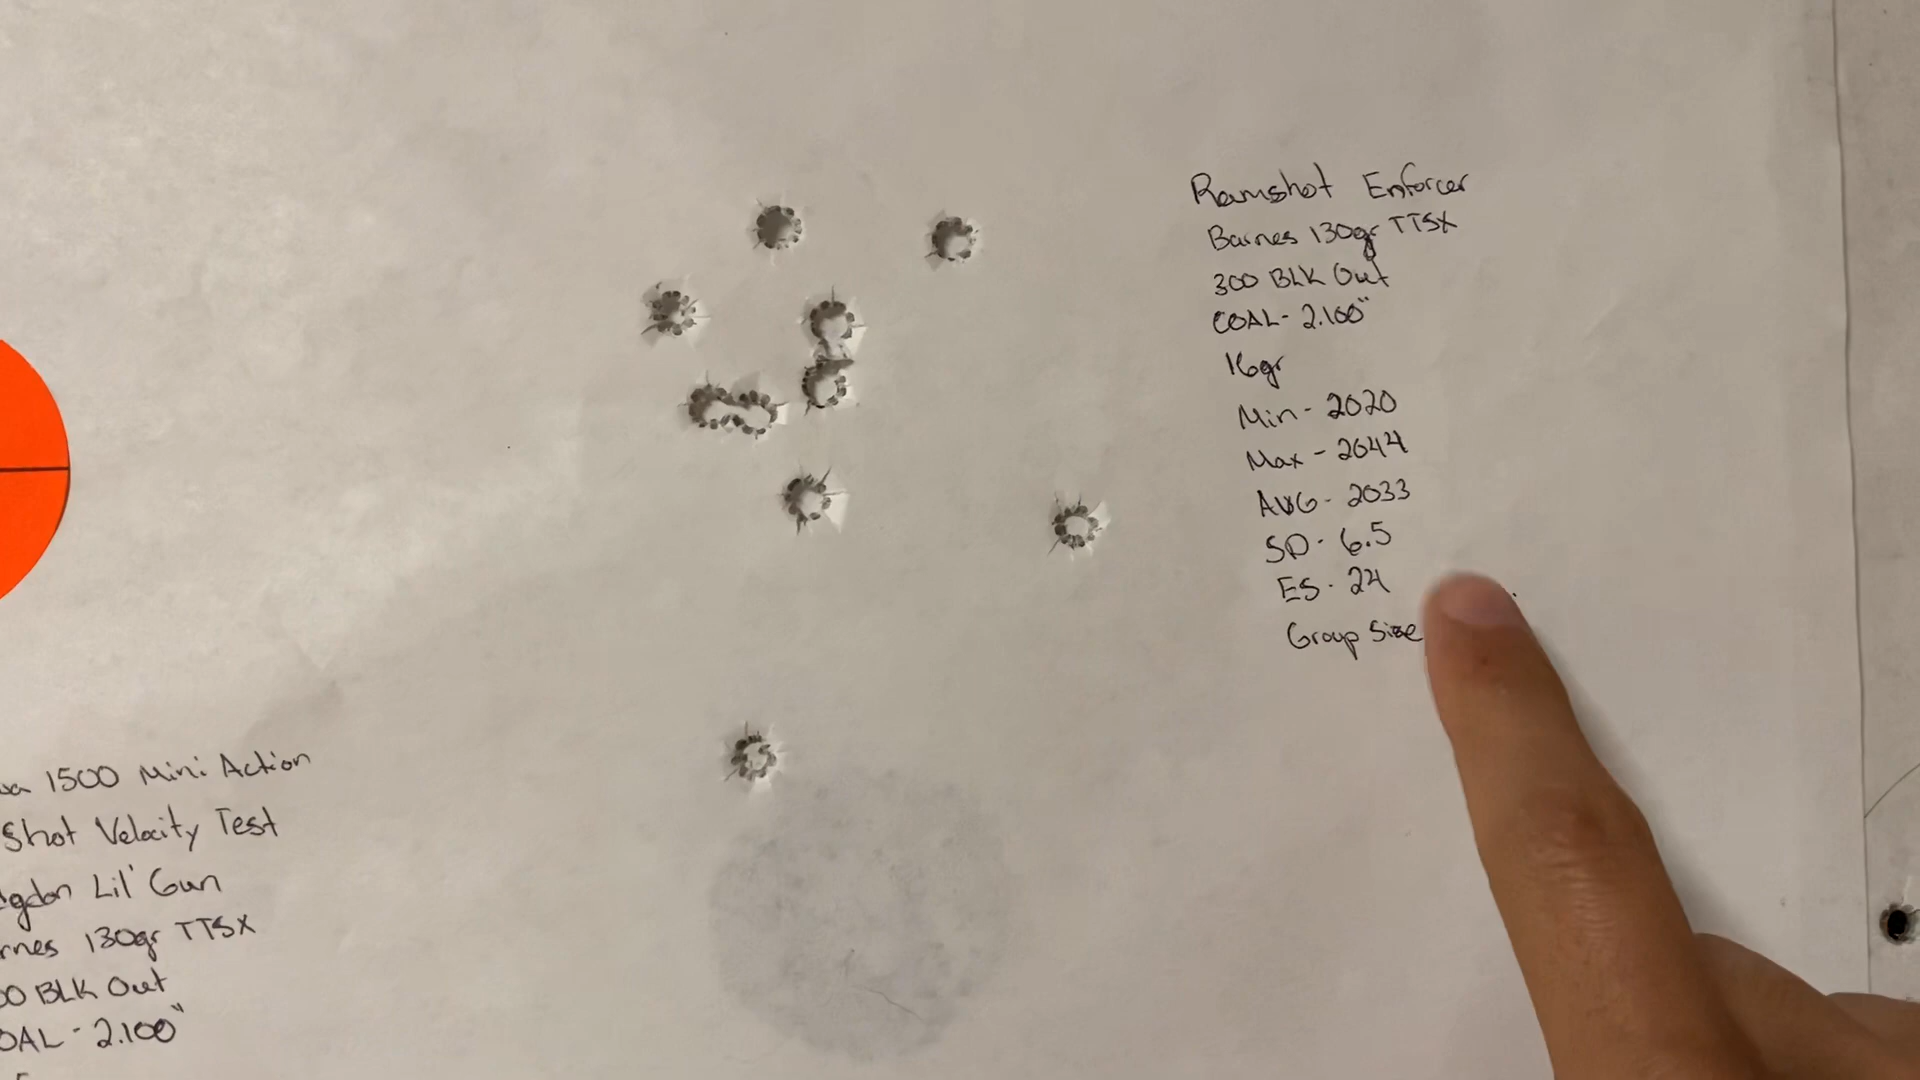 Ramshot Enforcer
Barnes 130gr TTSX
300 BLK Out
COAL- 2.100"
16gr
Min- 2020
Max - 2044
AVG- 2033
SD- 6.5
ES- 24
Group Size
1500 Mini Action
Shot Velocity Test
Lil' Gun
130gr TTSX
BLK Out
2.100"